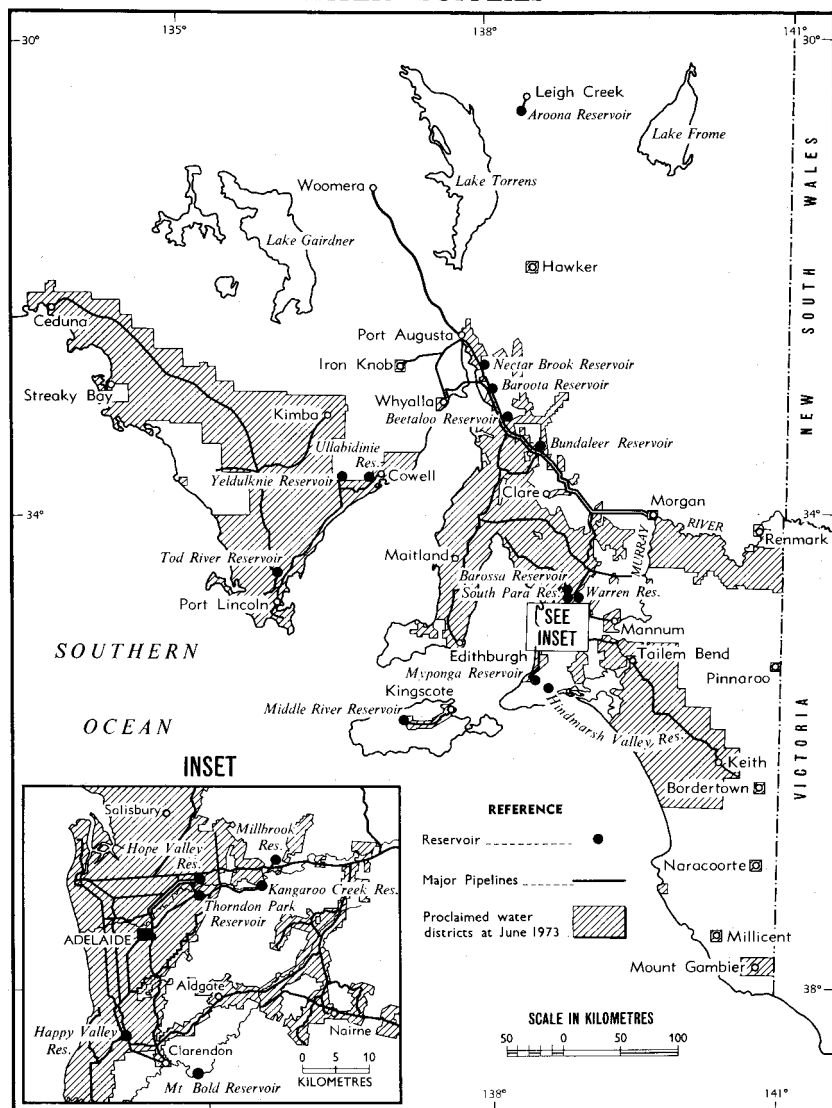 135°
138°
141°
30°
30°
Leigh Creek
Aroona Reservoir
Lake Frome
Lake Torrens
Woomera
Lake Gairdner
Hawker
NEW SOUTH WALES
Ceduna
Port Augusta
Iron Knob
Nectar Brook Reservoir
Baroota Reservoir
Streaky Bay
Whyalla
Kimba
Beetaloo Reservoir
Bundaleer Reservoir
Ullabidinie
Res.
Yeldulknie Reservoir
Cowell
Clare
Morgan
34°
34°
RIVER
MURRAY
Renmark
Tod River Reservoir
Maitland
Barossa Reservoir
South Para Res.
Warren Res.
Port Lincoln
SEE
INSET
Mannum
SOUTHERN
OCEAN
Edithburgh
Tailem Bend
Myponga Reservoir
Pinnaroo
Kingscote
Middle River Reservoir
Hindmarsh Valley Res.
Keith
Bordertown
VICTORIA
INSET
Salisbury
Hope Valley
Res.
Millbrook
Res.
Kangaroo Creek Res.
Thorndon Park
Reservoir
ADELAIDE
Aldgate
Happy Valley
Res.
Clarendon
Nairne
Mt Bold Reservoir
0 10
KILOMETRES
REFERENCE
Reservoir
Major Pipelines
Proclaimed water
districts at June 1973
Naracoorte
Millicent
Mount Gambier
38°
38°
SCALE IN KILOMETRES
50 0 50 100
138°
141°